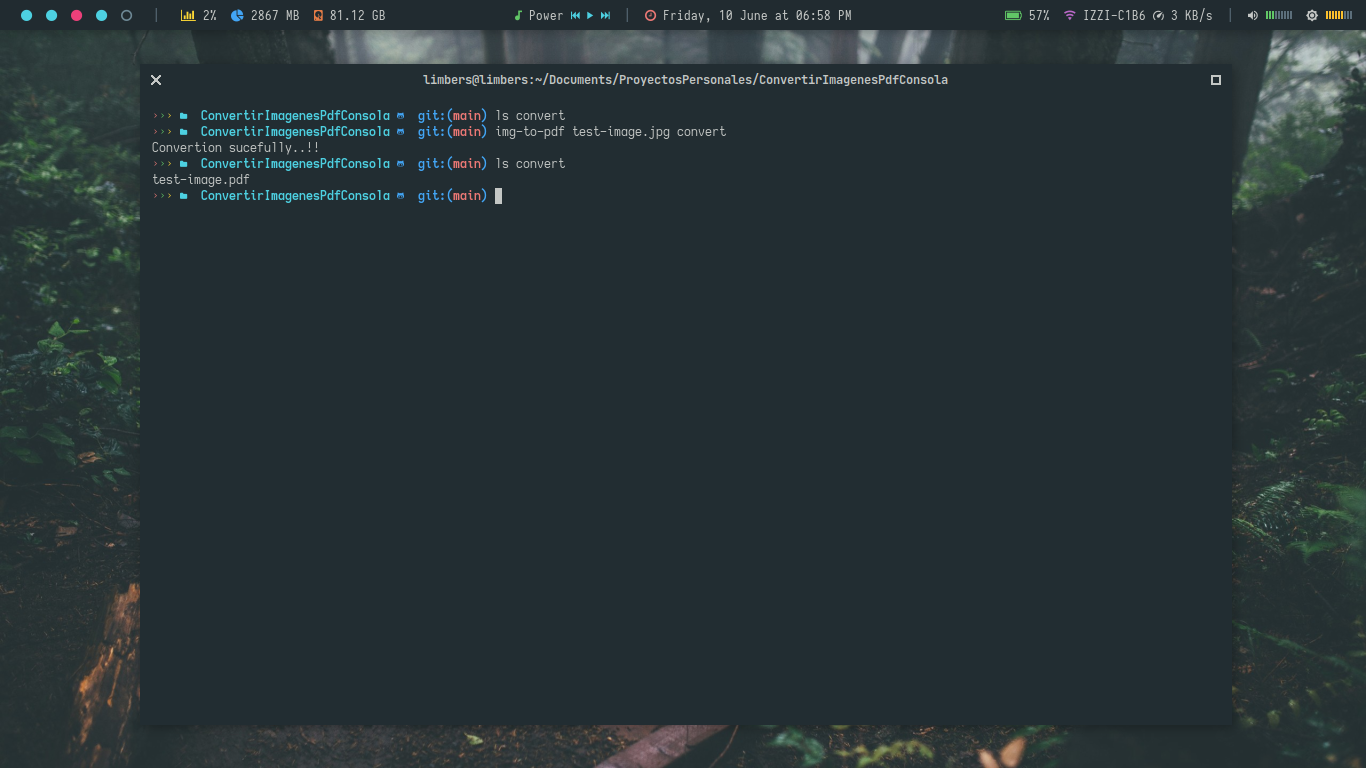 2% 2867 MB 81.12 GB Power Friday, 10 June at 06:58 PM 57% IZZI-C1B6 3 KB/s
limbers@limbers:~/Documents/ProyectosPersonales/ConvertirImagenesPdfConsola
››› ConvertirImagenesPdfConsola git:(main) ls convert
››› ConvertirImagenesPdfConsola git:(main) img-to-pdf test-image.jpg convert
Convertion sucefully..!!
››› ConvertirImagenesPdfConsola git:(main) ls convert
test-image.pdf
››› ConvertirImagenesPdfConsola git:(main)